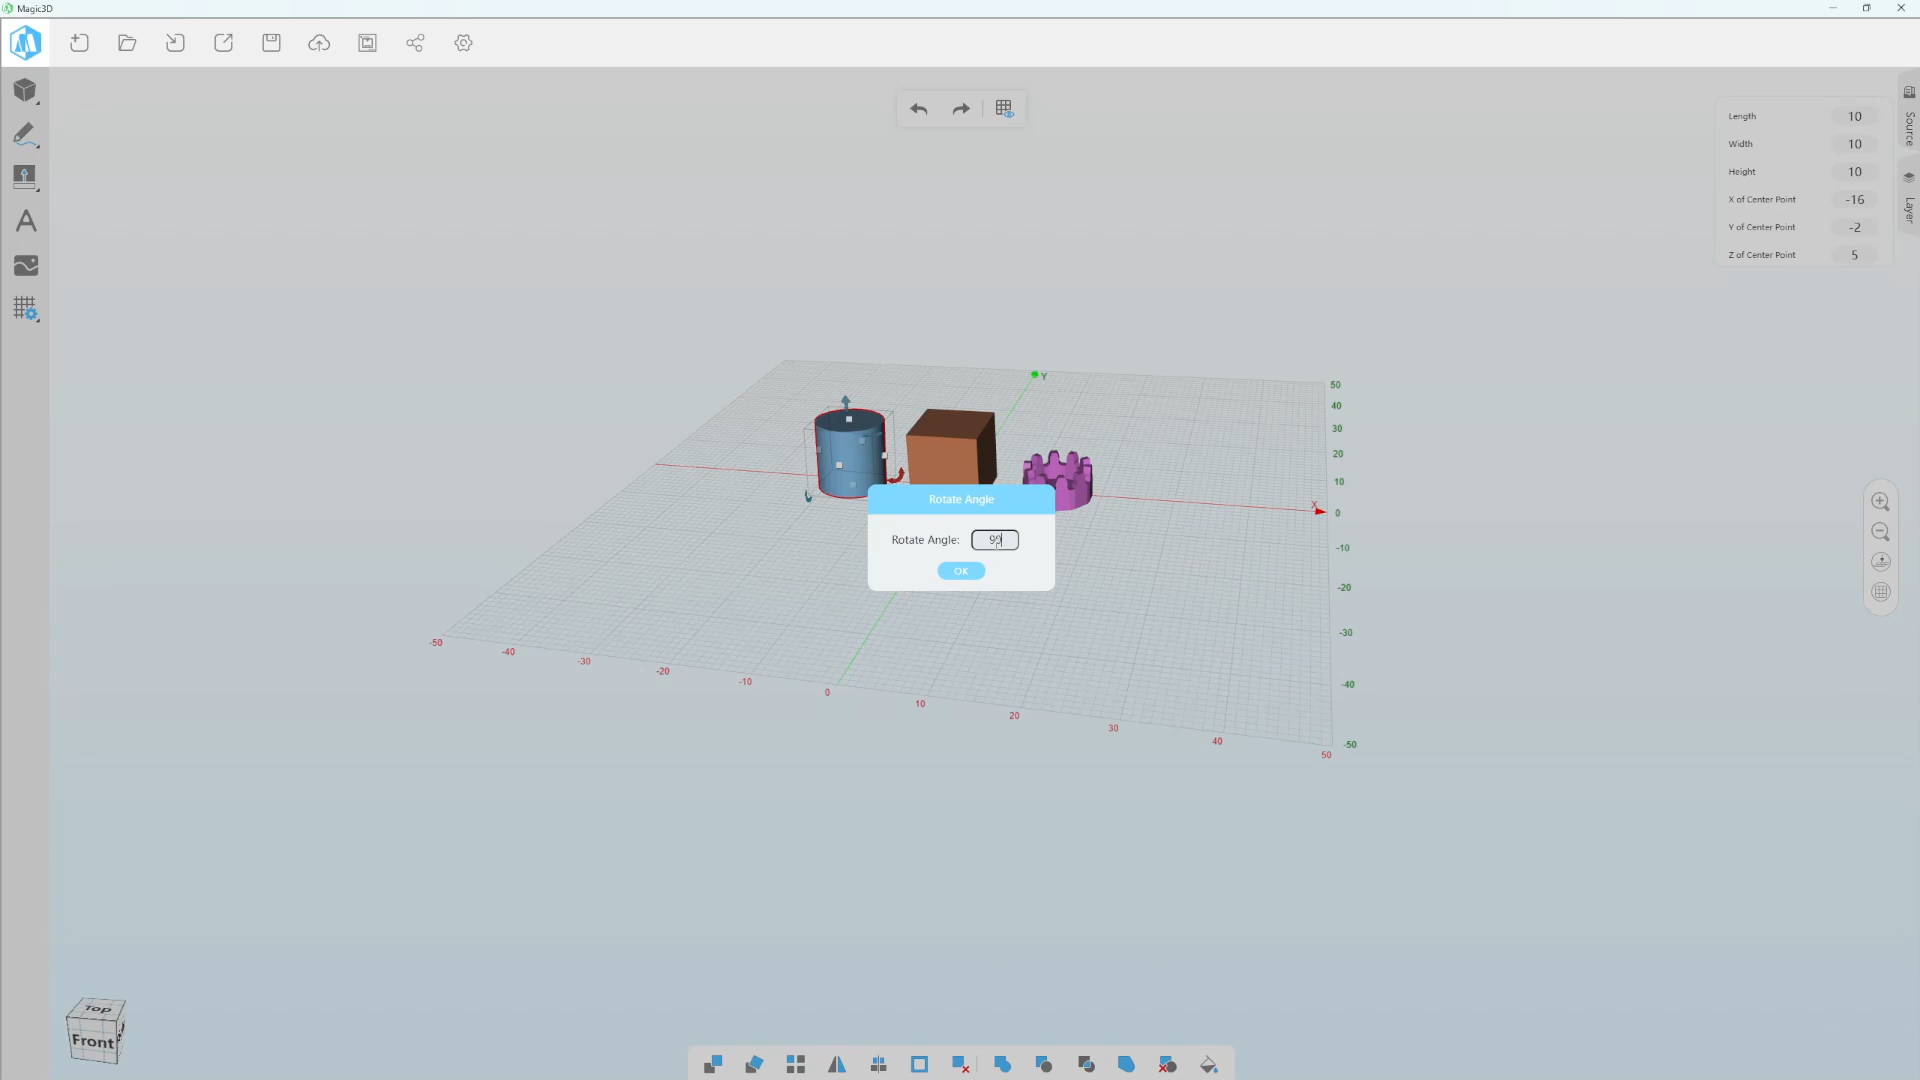 Magic3D
Length 10
Width 10
Height 10
X of Center Point -16
Y of Center Point -2
Z of Center Point 5
Source
Layer
Y
X
50
40
30
20
10
0
-10
-20
-30
-40
-50
Rotate Angle
Rotate Angle: 90
OK
-50
-40
-30
-20
-10
0
10
20
30
40
50
Top
Front